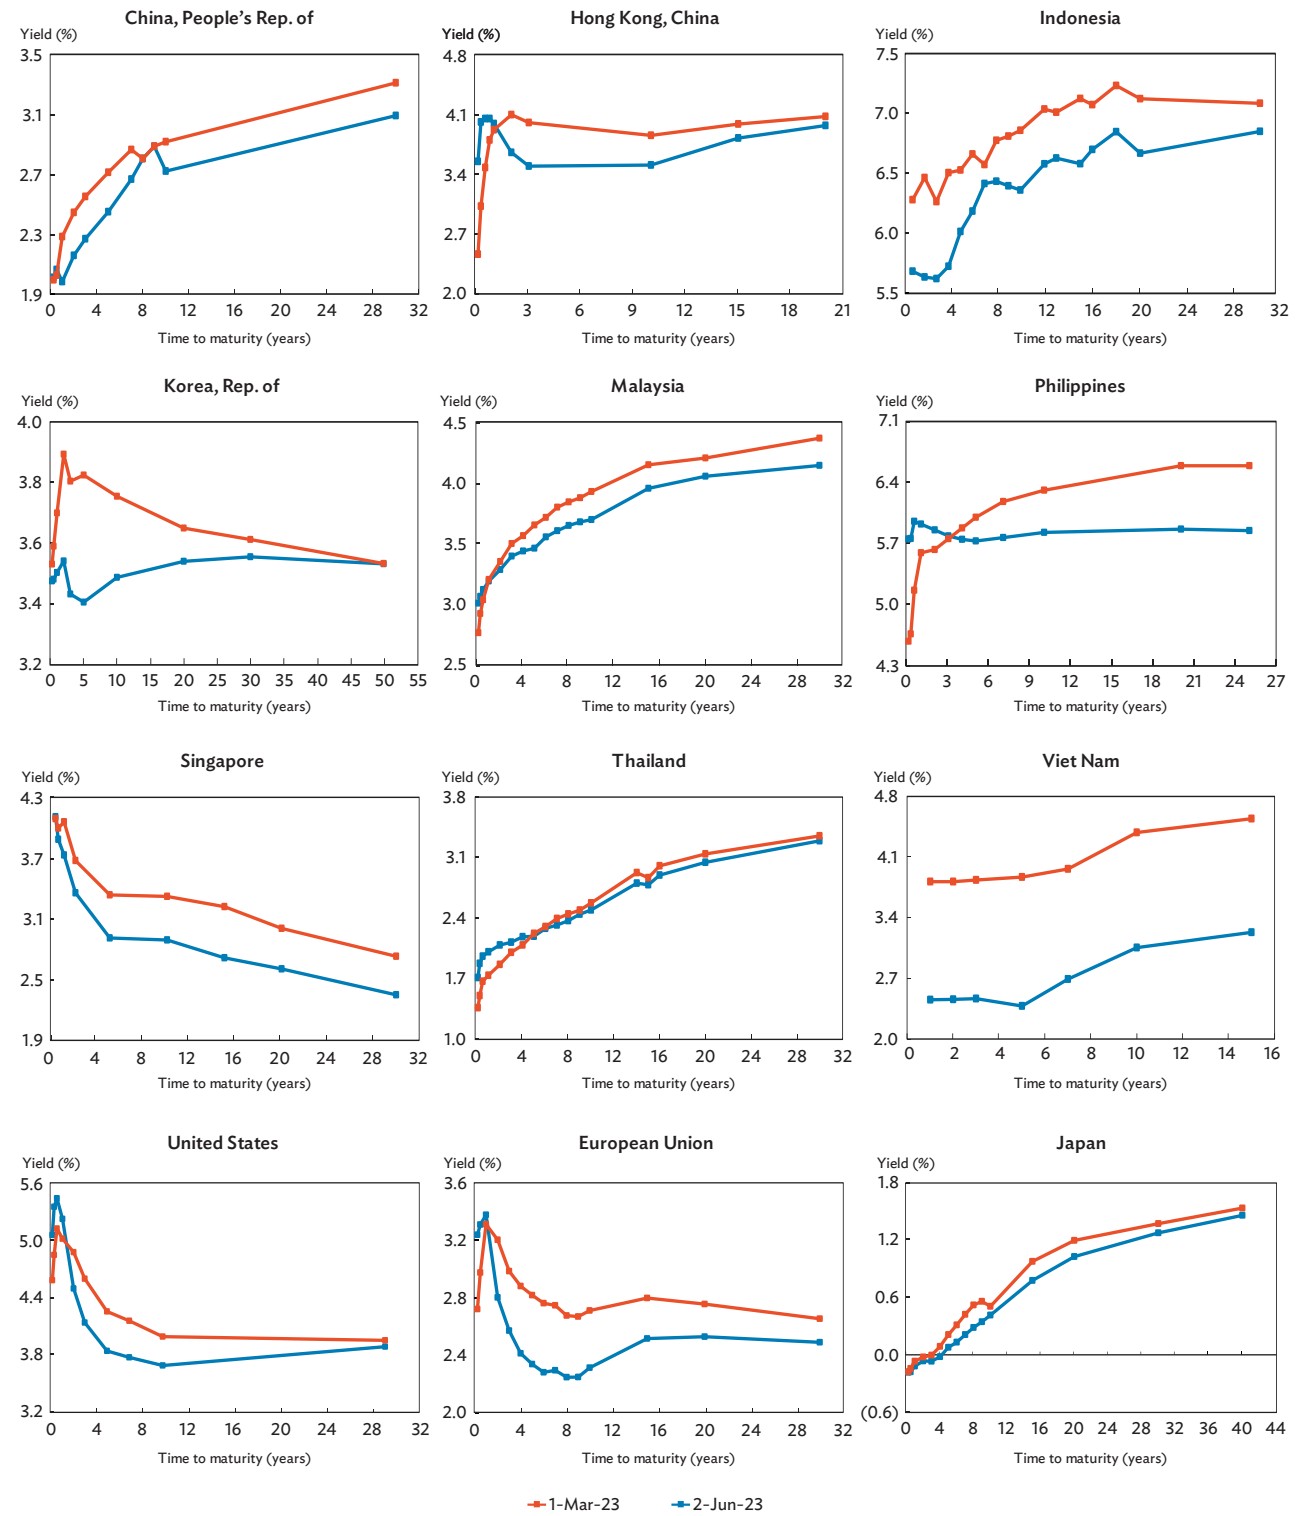 China, People's Rep. of
Yield (%)
3.5
3.1
2.7
2.3
1.9
0 4 8 12 16 20 24 28 32
Time to maturity (years)
Hong Kong, China
Yield (%)
4.8
4.1
3.4
2.7
2.0
0 3 6 9 12 15 18 21
Time to maturity (years)
Indonesia
Yield (%)
7.5
7.0
6.5
6.0
5.5
0 4 8 12 16 20 24 28 32
Time to maturity (years)
Korea, Rep. of
Yield (%)
4.0
3.8
3.6
3.4
3.2
0 5 10 15 20 25 30 35 40 45 50 55
Time to maturity (years)
Malaysia
Yield (%)
4.5
4.0
3.5
3.0
2.5
0 4 8 12 16 20 24 28 32
Time to maturity (years)
Philippines
Yield (%)
7.1
6.4
5.7
5.0
4.3
0 3 6 9 12 15 18 21 24 27
Time to maturity (years)
Singapore
Yield (%)
4.3
3.7
3.1
2.5
1.9
0 4 8 12 16 20 24 28 32
Time to maturity (years)
Thailand
Yield (%)
3.8
3.1
2.4
1.7
1.0
0 4 8 12 16 20 24 28 32
Time to maturity (years)
Viet Nam
Yield (%)
4.8
4.1
3.4
2.7
2.0
0 2 4 6 8 10 12 14 16
Time to maturity (years)
United States
Yield (%)
5.6
5.0
4.4
3.8
3.2
0 4 8 12 16 20 24 28 32
Time to maturity (years)
European Union
Yield (%)
3.6
3.2
2.8
2.4
2.0
0 4 8 12 16 20 24 28 32
Time to maturity (years)
Japan
Yield (%)
1.8
1.2
0.6
0.0
(0.6)
0 4 8 12 16 20 24 28 32 36 40 44
Time to maturity (years)
1-Mar-23 2-Jun-23